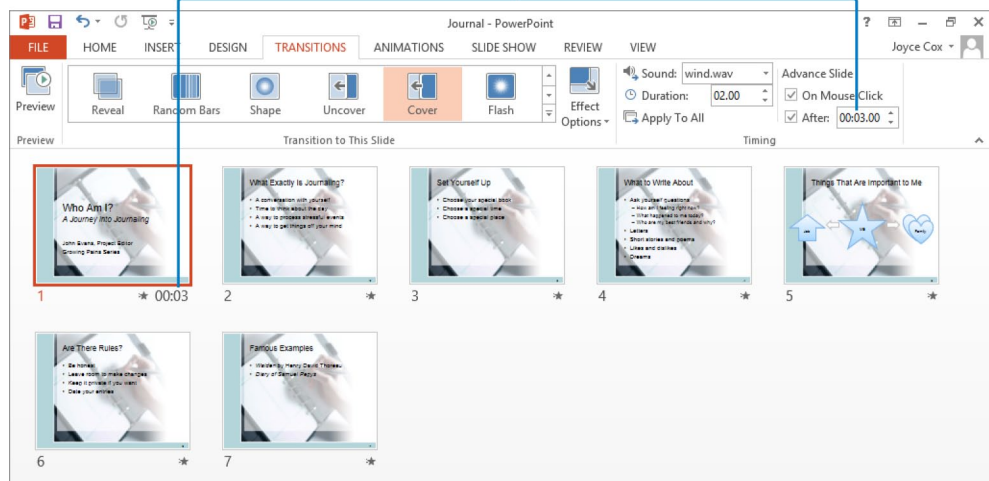 Journal - PowerPoint
?
FILE HOME INSERT DESIGN TRANSITIONS ANIMATIONS SLIDE SHOW REVIEW VIEW Joyce Cox
Preview
Reveal Random Bars Shape Uncover Cover Flash
Effect
Options
Sound: wind.wav
Duration: 02.00
Apply To All
Advance Slide
On Mouse Click
After: 00:03.00
Preview Transition to This Slide Timing
Who Am I?
A Journey Into Journaling
John Evans, Project Editor
Growing Pains Series
1 00:03
What Exactly Is Journaling?
• A conversation with yourself
• Time to think about the day
• A way to process stressful events
• A way to get things off your mind
2
Set Yourself Up
• Choose your special book
• Choose a special time
• Choose a special place
3
What to Write About
• Ask yourself questions
– How am I feeling right now?
– What happened to me today?
– Who are my best friends and why?
• Letters
• Short stories and poems
• Likes and dislikes
• Dreams
4
Things That Are Important to Me
Job
ME
Family
5
Are There Rules?
• Be honest
• Leave room to make changes
• Keep it private if you want
• Date your entries
6
Famous Examples
• Walden by Henry David Thoreau
• Diary of Samuel Pepys
7